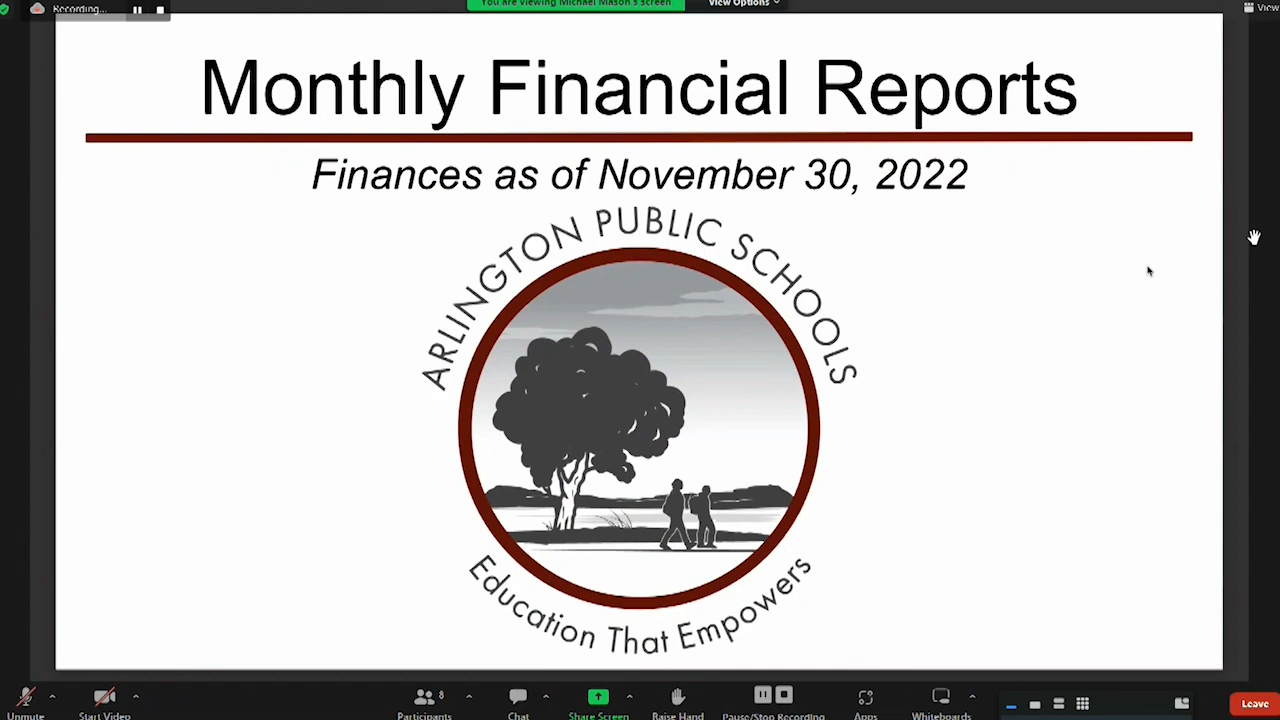 Recording...
You are viewing Michael Mason's screen
View Options
View
Monthly Financial Reports
Finances as of November 30, 2022
ARLINGTON PUBLIC SCHOOLS
Education That Empowers
Unmute
Start Video
Participants
8
Chat
Share Screen
Raise Hand
Pause/Stop Recording
Apps
Whiteboards
Leave